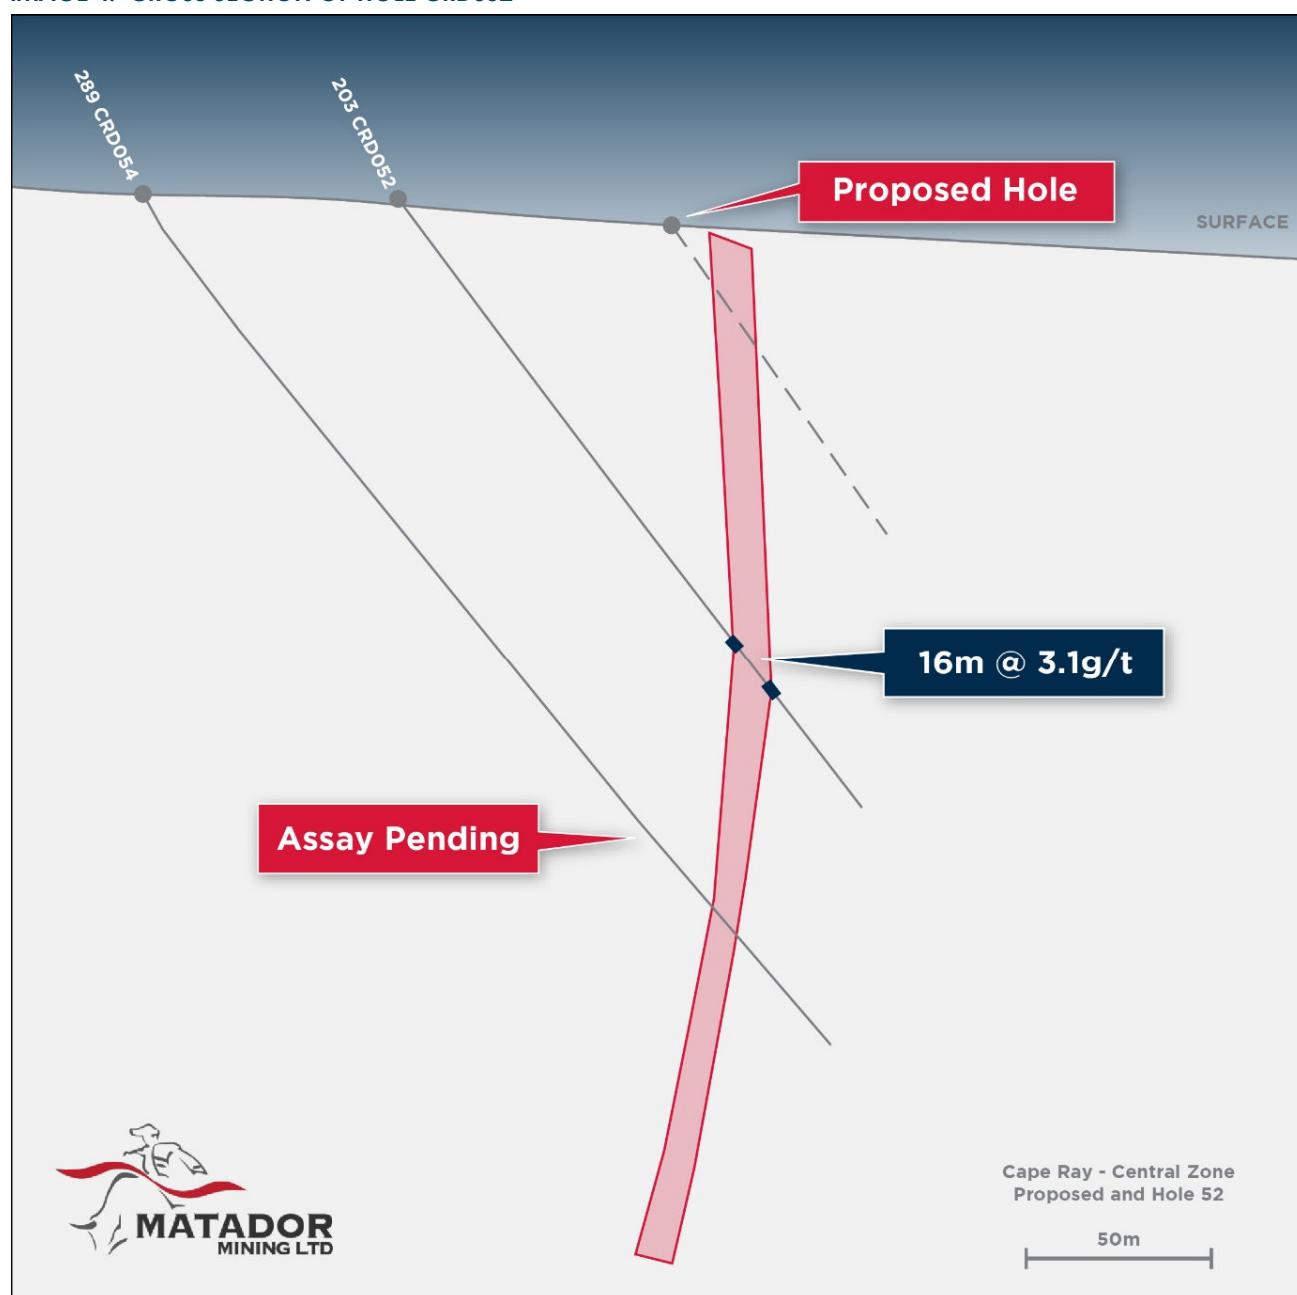 289 CRD054
203 CRD052
Proposed Hole
SURFACE
16m @ 3.1g/t
Assay Pending
MATADOR
MINING LTD
Cape Ray - Central Zone
Proposed and Hole 52
50m